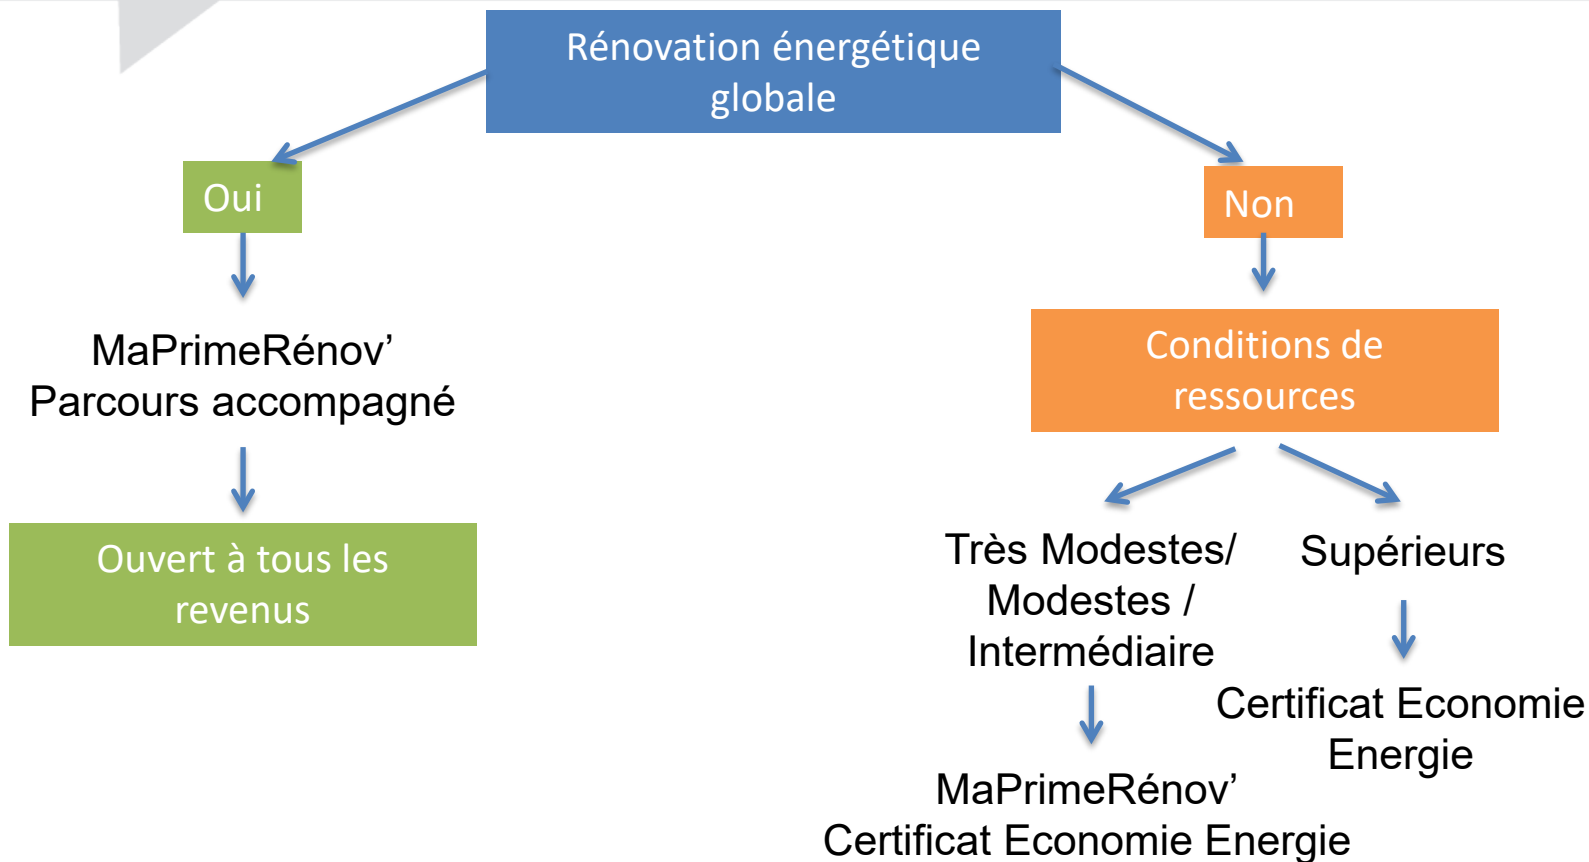 Rénovation énergétique
globale
Oui
Non
MaPrimeRénov’
Parcours accompagné
Conditions de
ressources
Ouvert à tous les
revenus
Très Modestes/
Modestes /
Intermédiaire
Supérieurs
Certificat Economie
Energie
MaPrimeRénov’
Certificat Economie Energie